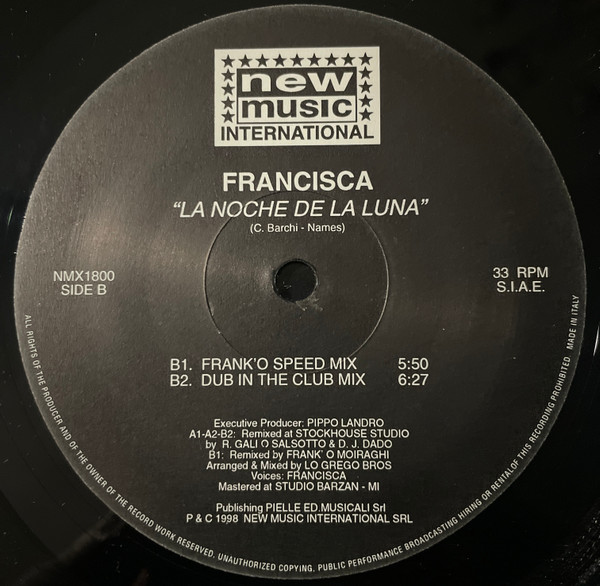 new
music
INTERNATIONAL
FRANCISCA
"LA NOCHE DE LA LUNA"
(C. Barchi - Names)
NMX1800
SIDE B
33 RPM
S.I.A.E.
B1. FRANK'O SPEED MIX 5:50
B2. DUB IN THE CLUB MIX 6:27
Executive Producer: PIPPO LANDRO
A1-A2-B2: Remixed at STOCKHOUSE STUDIO
by R. GALI O SALSOTTO & D. J. DADO
B1: Remixed by FRANK' O MOIRAGHI
Arranged & Mixed by LO GREGO BROS
Voices: FRANCISCA
Mastered at STUDIO BARZAN - MI
Publishing PIELLE ED.MUSICALI Srl
P & C 1998 NEW MUSIC INTERNATIONAL SRL
ALL RIGHTS OF THE PRODUCER AND OF THE OWNER OF THE RECORD WORK RESERVED. UNAUTHORIZED COPYING, PUBLIC PERFORMANCE BROADCASTING HIRING OR RENTALOF THIS RECORDING PROHIBITED. MADE IN ITALY